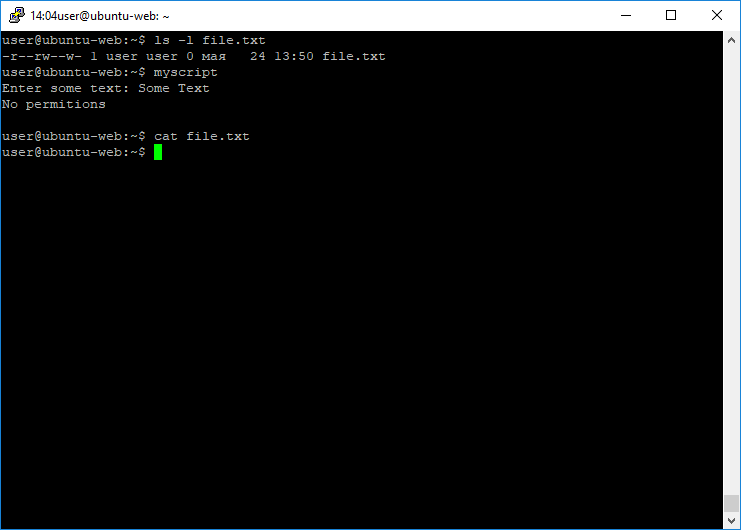 14:04user@ubuntu-web: ~
user@ubuntu-web:~$ ls -l file.txt
-r--rw--w- 1 user user 0 мая   24 13:50 file.txt
user@ubuntu-web:~$ myscript
Enter some text: Some Text
No permitions
user@ubuntu-web:~$ cat file.txt
user@ubuntu-web:~$